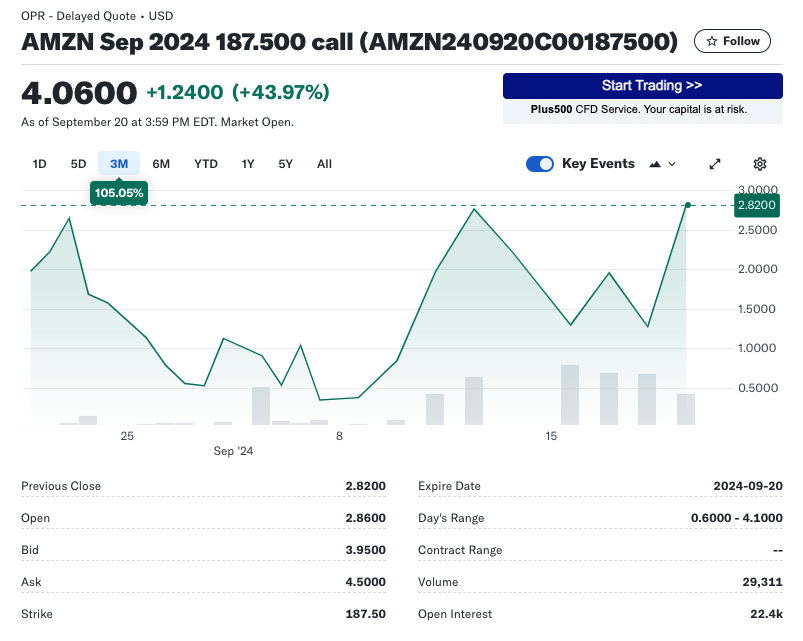 OPR - Delayed Quote • USD
AMZN Sep 2024 187.500 call (AMZN240920C00187500)
Follow
4.0600 +1.2400 (+43.97%)
As of September 20 at 3:59 PM EDT. Market Open.
Start Trading >>
Plus500 CFD Service. Your capital is at risk.
1D 5D 3M 6M YTD 1Y 5Y All
Key Events
105.05%
3.0000
2.8200
2.5000
2.0000
1.5000
1.0000
0.5000
25 8 15
Sep '24
Previous Close 2.8200
Expire Date 2024-09-20
Open 2.8600
Day's Range 0.6000 - 4.1000
Bid 3.9500
Contract Range --
Ask 4.5000
Volume 29,311
Strike 187.50
Open Interest 22.4k